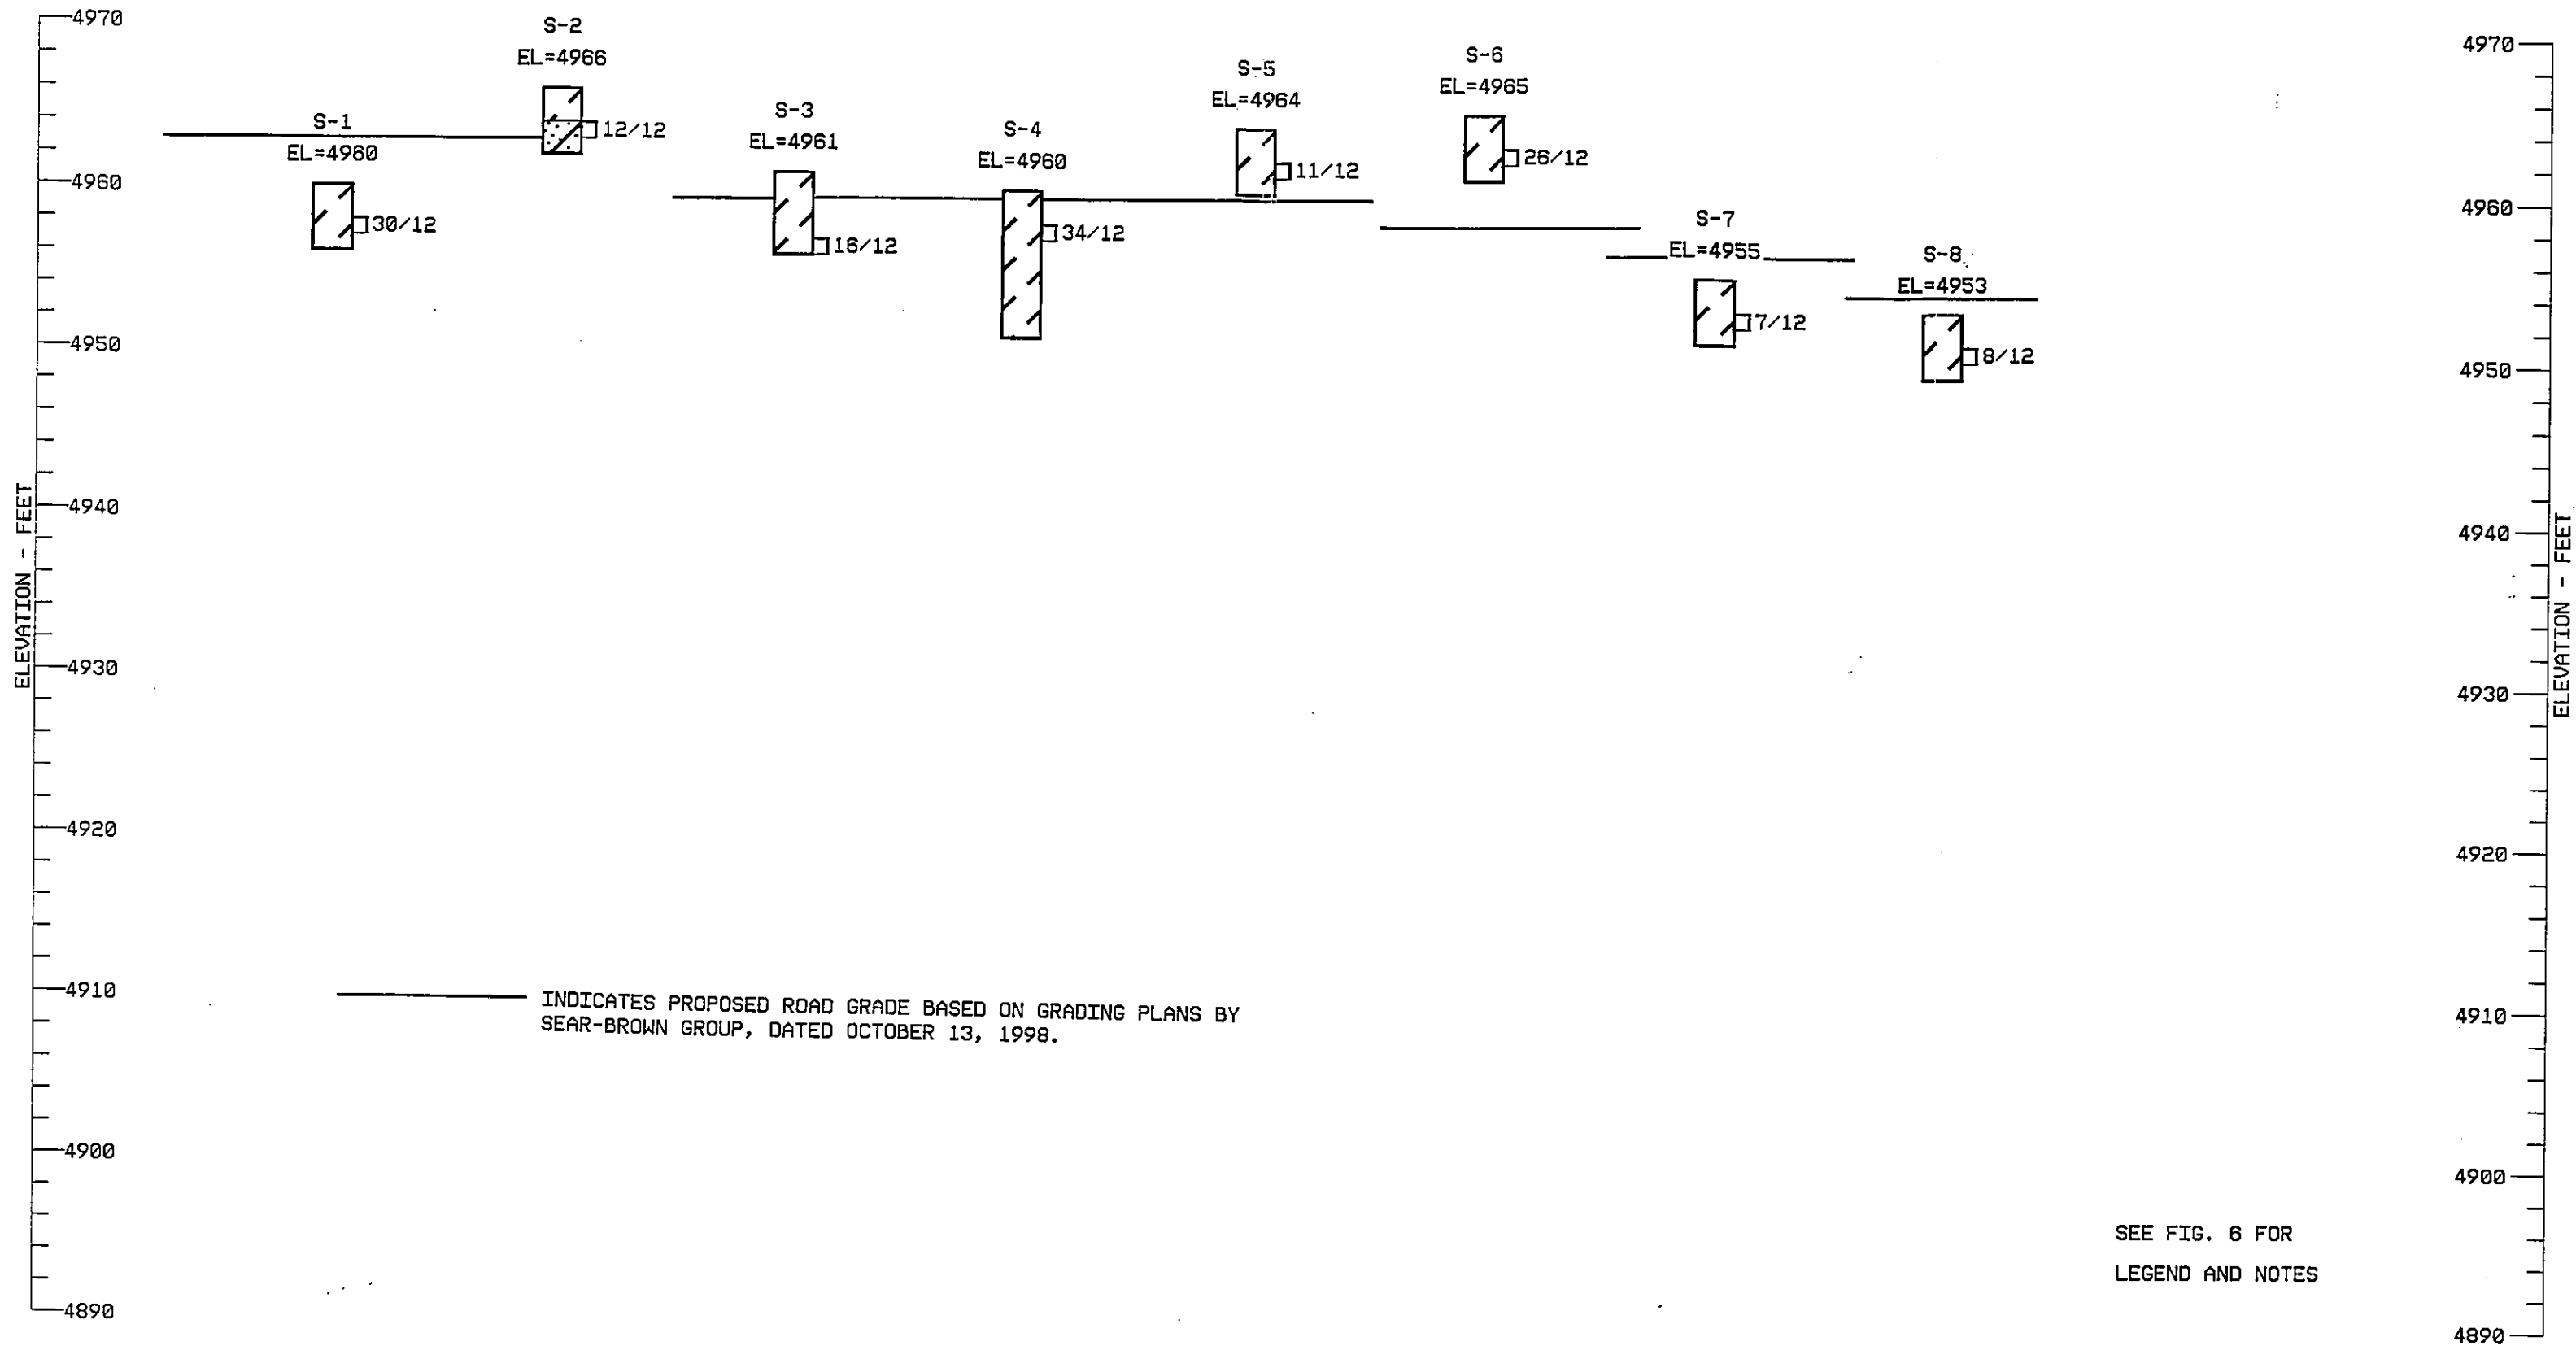 4970
4960
4950
4940
4930
4920
4910
4900
4890
ELEVATION - FEET
S-1
EL=4960
30/12
S-2
EL=4966
12/12
S-3
EL=4961
16/12
S-4
EL=4960
34/12
S-5
EL=4964
11/12
S-6
EL=4965
26/12
S-7
EL=4955
7/12
S-8
EL=4953
8/12
INDICATES PROPOSED ROAD GRADE BASED ON GRADING PLANS BY
SEAR-BROWN GROUP, DATED OCTOBER 13, 1998.
SEE FIG. 6 FOR
LEGEND AND NOTES
4970
4960
4950
4940
4930
4920
4910
4900
4890
ELEVATION - FEET